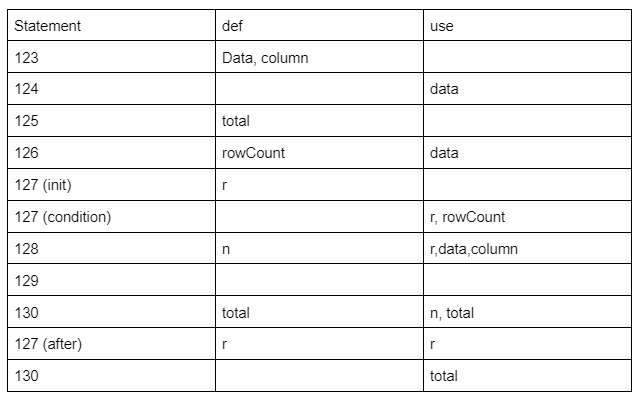 Statement def use
123 Data, column
124 data
125 total
126 rowCount data
127 (init) r
127 (condition) r, rowCount
128 n r,data,column
129
130 total n, total
127 (after) r r
130 total